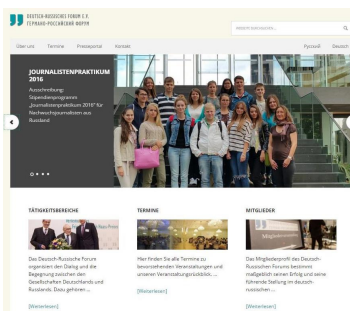 DEUTSCH-RUSSISCHES FORUM E.V.
ГЕРМАНО-РОССИЙСКИЙ ФОРУМ
Über uns Termine Presseportal Kontakt Русский Deutsch
JOURNALISTENPRAKTIKUM
2016
Ausschreibung:
Stipendienprogramm
„Journalistenpraktikum 2016" für
Nachwuchsjournalisten aus
Russland
TÄTIGKEITSBEREICHE
Das Deutsch-Russische Forum
organisiert den Dialog und die
Begegnung zwischen den
Gesellschaften Deutschlands und
Russlands. Dazu gehören ...
[Weiterlesen]
TERMINE
Hier finden Sie alle Termine zu
bevorstehenden Veranstaltungen und
unseren Veranstaltungsrückblick. ...
[Weiterlesen]
MITGLIEDER
Mitglieder
Das Mitgliederprofil des Deutsch-
Russischen Forums bestimmt
maßgeblich seinen Erfolg und seine
führende Stellung im deutsch-
russischen ...
[Weiterlesen]